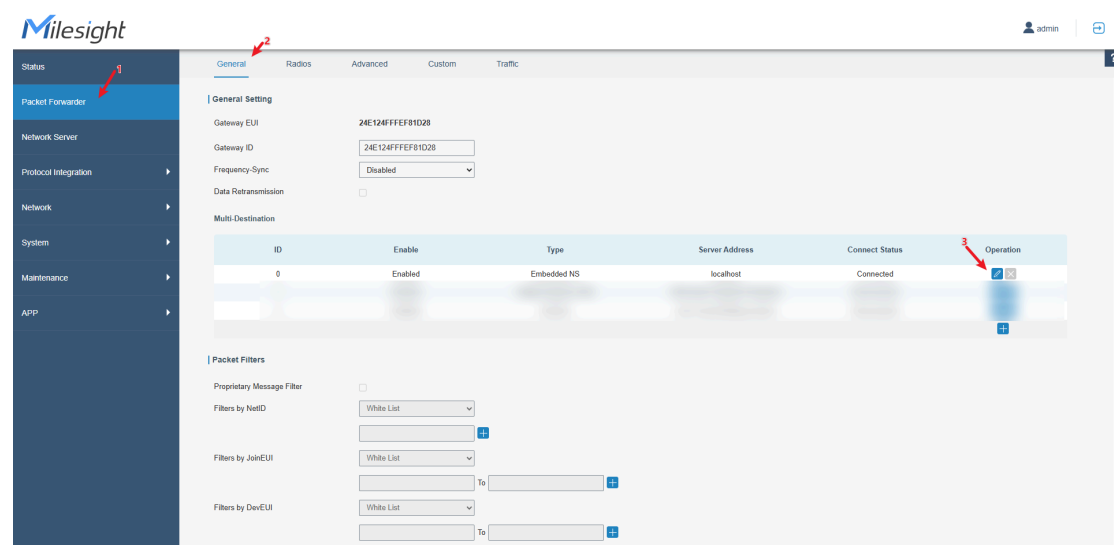 Milesight
admin
Status
1
Packet Forwarder
Network Server
Protocol Integration
Network
System
Maintenance
APP
2
General Radios Advanced Custom Traffic
?
General Setting
Gateway EUI 24E124FFFEF81D28
Gateway ID 24E124FFFEF81D28
Frequency-Sync Disabled
Data Retransmission
Multi-Destination
3
ID Enable Type Server Address Connect Status Operation
0 Enabled Embedded NS localhost Connected
Packet Filters
Proprietary Message Filter
Filters by NetID White List
Filters by JoinEUI White List
To
Filters by DevEUI White List
To